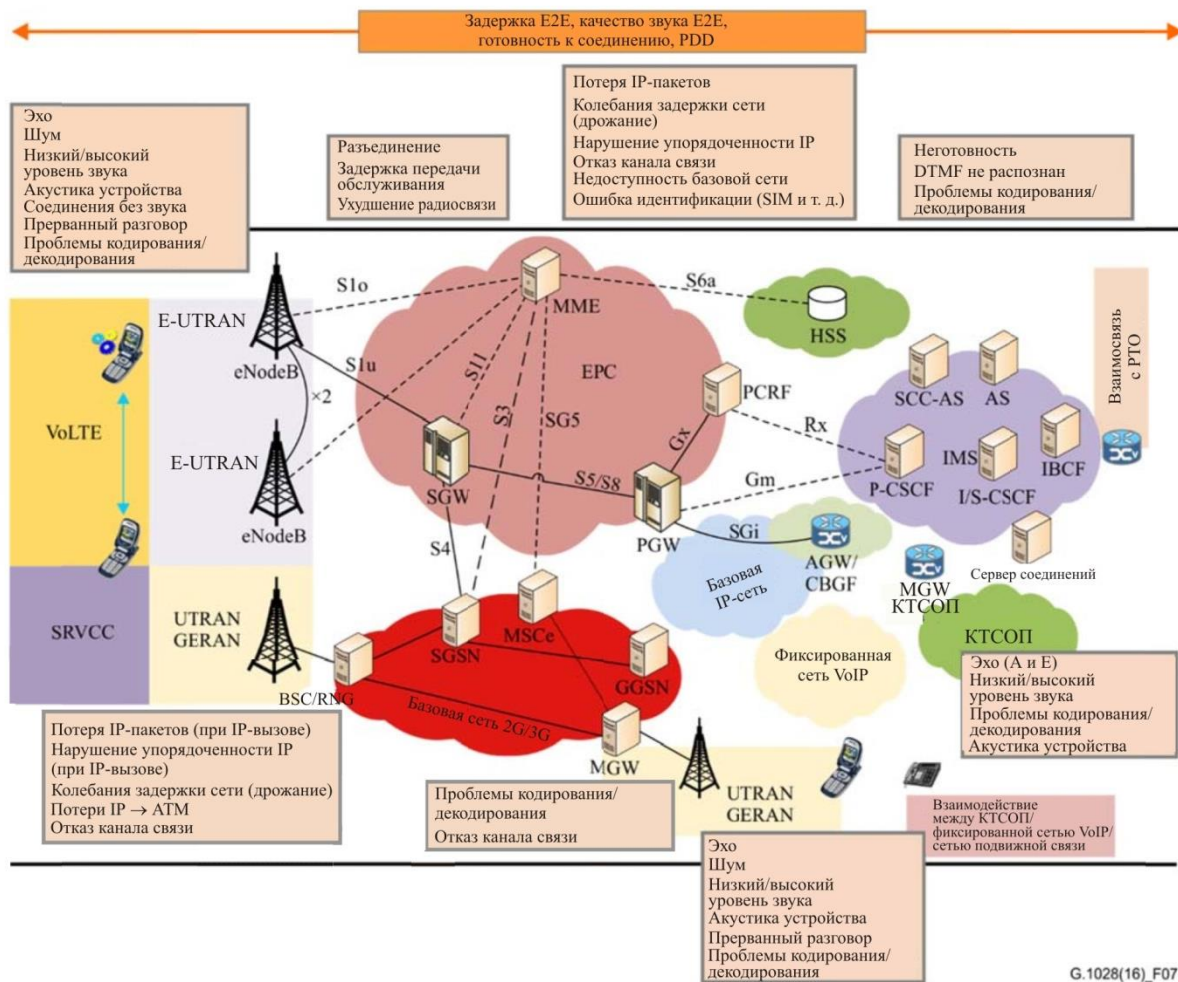 Задержка E2E, качество звука E2E,
готовность к соединению, PDD
Эхо
Шум
Низкий/высокий
уровень звука
Акустика устройства
Соединения без звука
Прерванный разговор
Проблемы кодирования/
декодирования
Разъединение
Задержка передачи
обслуживания
Ухудшение радиосвязи
Потеря IP-пакетов
Колебания задержки сети
(дрожание)
Нарушение упорядоченности IP
Отказ канала связи
Недоступность базовой сети
Ошибка идентификации (SIM и т. д.)
Неготовность
DTMF не распознан
Проблемы кодирования/
декодирования
E-UTRAN
eNodeB
S1o
MME
S6a
HSS
S1u
S11
S3
SG5
EPC
×2
VoLTE
E-UTRAN
eNodeB
SGW
S5/S8
Gx
PCRF
Rx
Gm
PGW
SGi
SCC-AS
AS
IMS
P-CSCF
I/S-CSCF
IBCF
Взаимосвязь
с РТО
Сервер соединений
S4
Базовая
IP-сеть
AGW/
CBGF
MGW
КТСОП
КТСОП
SRVCC
UTRAN
GERAN
BSC/RNG
SGSN
MSCe
GGSN
Базовая сеть 2G/3G
MGW
Фиксированная
сеть VoIP
UTRAN
GERAN
Эхо (A и E)
Низкий/высокий
уровень звука
Проблемы кодирования/
декодирования
Акустика устройства
Потеря IP-пакетов (при IP-вызове)
Нарушение упорядоченности IP
(при IP-вызове)
Колебания задержки сети (дрожание)
Потери IP → ATM
Отказ канала связи
Проблемы кодирования/
декодирования
Отказ канала связи
Взаимодействие
между КТСОП/
фиксированной сетью VoIP/
сетью подвижной связи
Эхо
Шум
Низкий/высокий
уровень звука
Акустика устройства
Прерванный разговор
Проблемы кодирования/
декодирования
G.1028(16)_F07